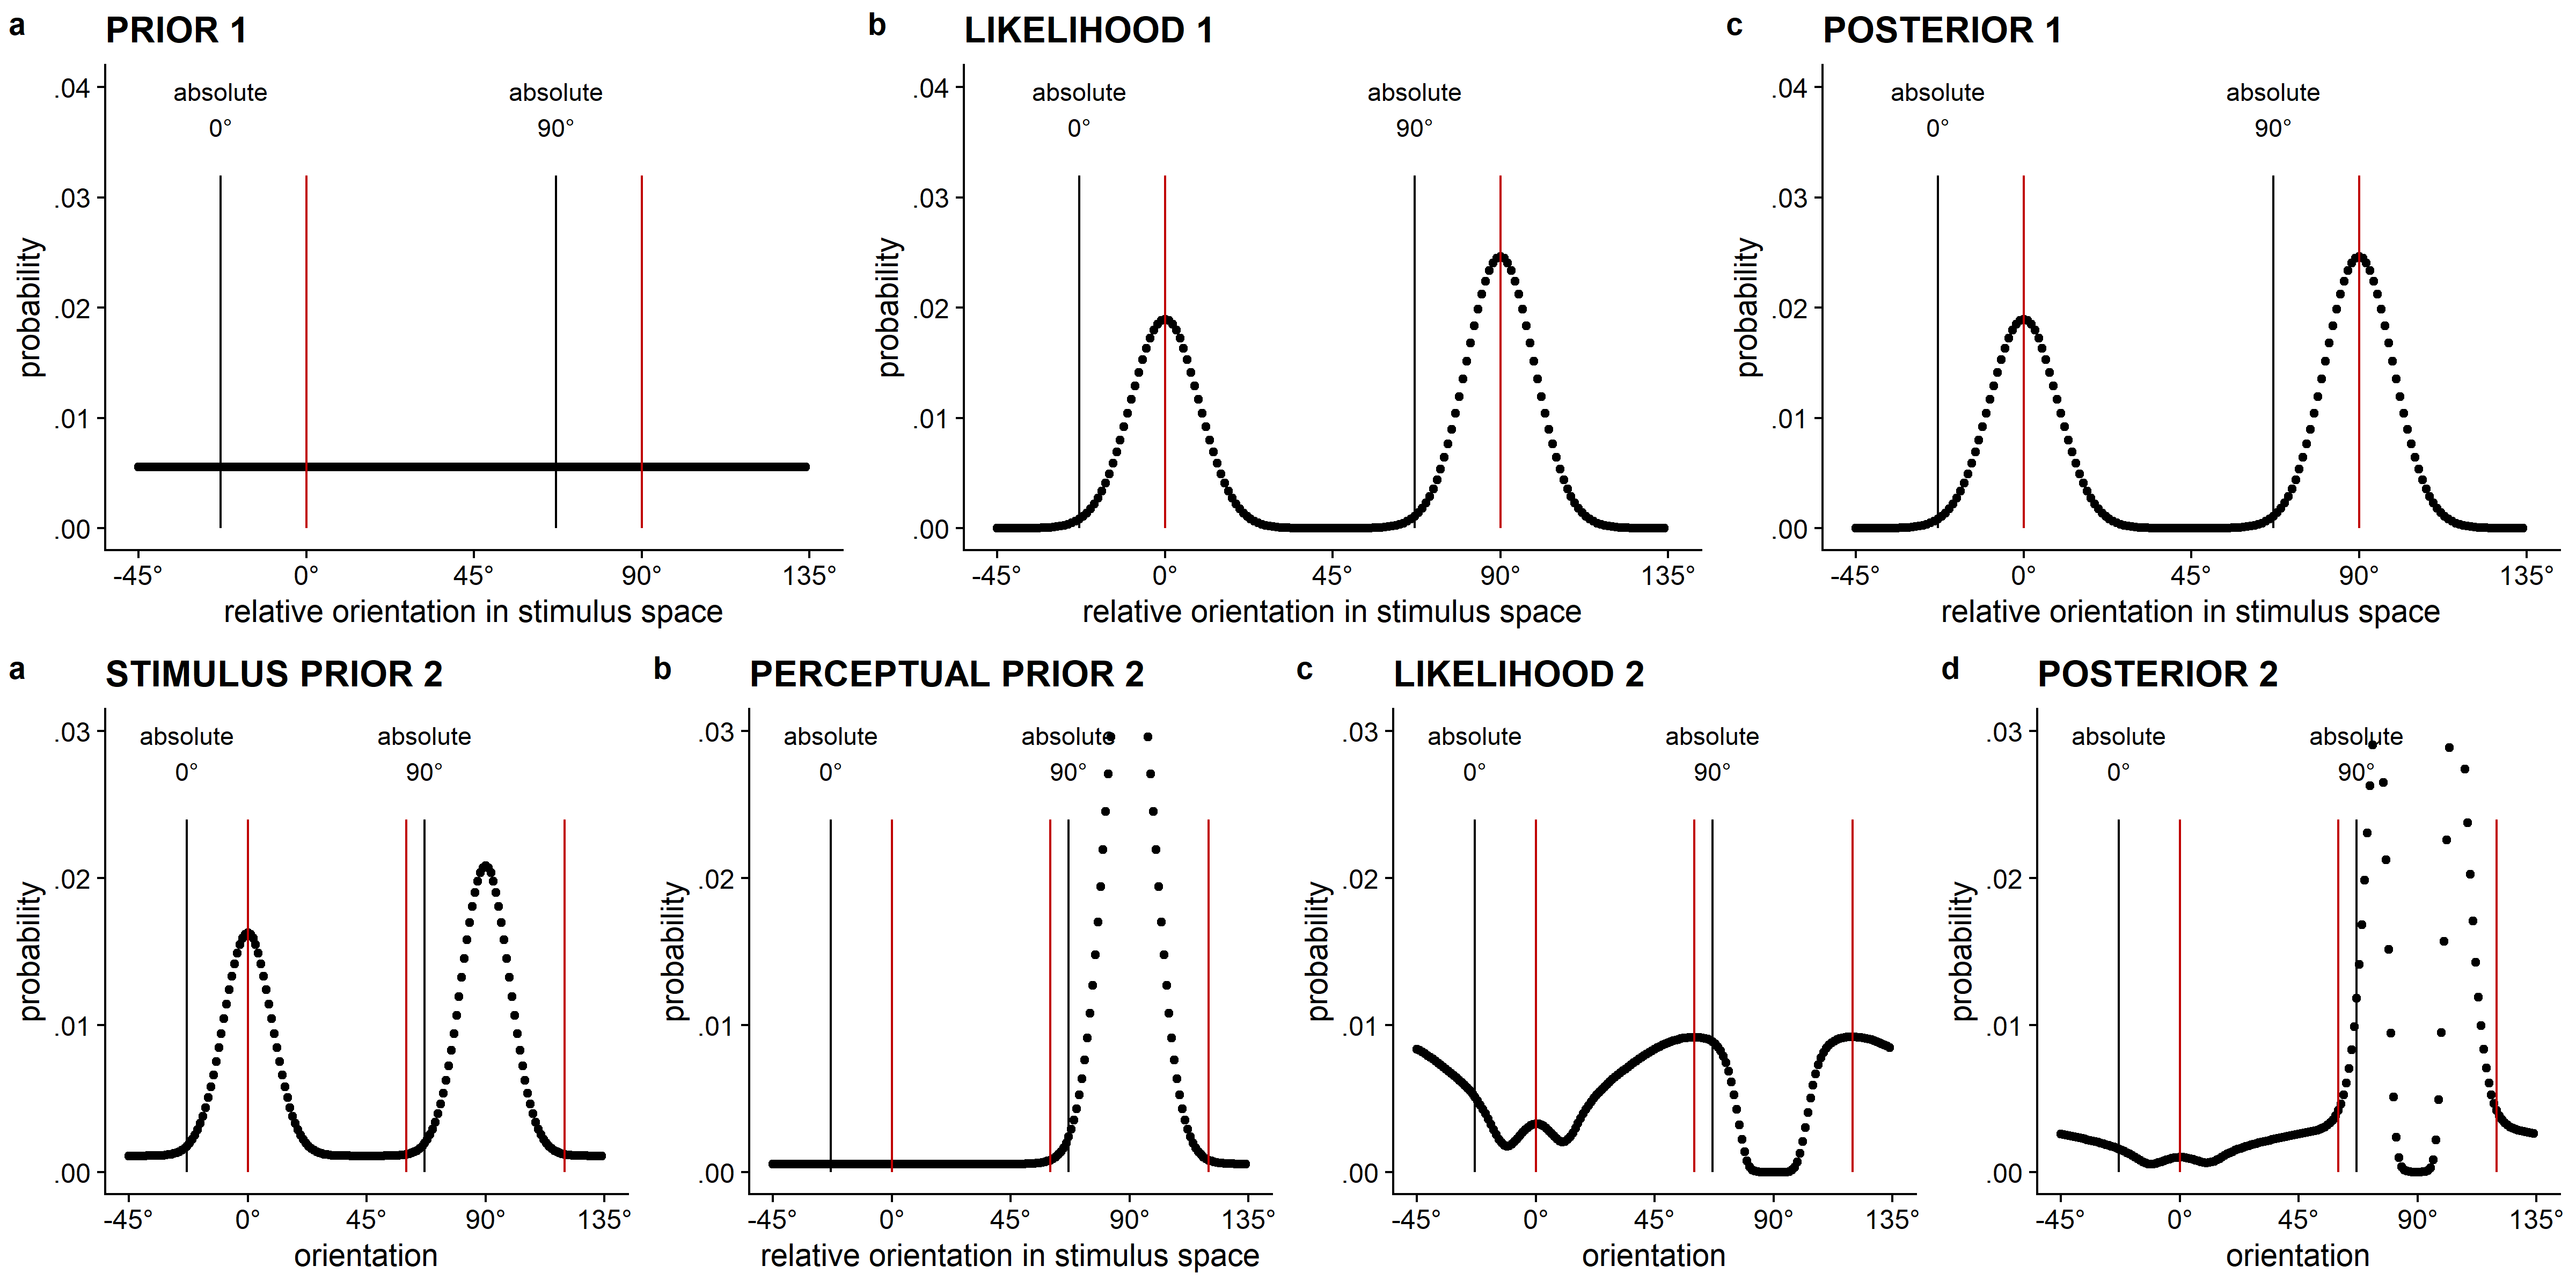 a PRIOR 1
absolute 0°
absolute 90°
.04
.03
.02
.01
.00
probability
-45° 0° 45° 90° 135°
relative orientation in stimulus space
b LIKELIHOOD 1
absolute 0°
absolute 90°
.04
.03
.02
.01
.00
probability
-45° 0° 45° 90° 135°
relative orientation in stimulus space
c POSTERIOR 1
absolute 0°
absolute 90°
.04
.03
.02
.01
.00
probability
-45° 0° 45° 90° 135°
relative orientation in stimulus space
a STIMULUS PRIOR 2
absolute 0°
absolute 90°
.03
.02
.01
.00
probability
-45° 0° 45° 90° 135°
orientation
b PERCEPTUAL PRIOR 2
absolute 0°
absolute 90°
.03
.02
.01
.00
probability
-45° 0° 45° 90° 135°
relative orientation in stimulus space
c LIKELIHOOD 2
absolute 0°
absolute 90°
.03
.02
.01
.00
probability
-45° 0° 45° 90° 135°
orientation
d POSTERIOR 2
absolute 0°
absolute 90°
.03
.02
.01
.00
probability
-45° 0° 45° 90° 135°
orientation